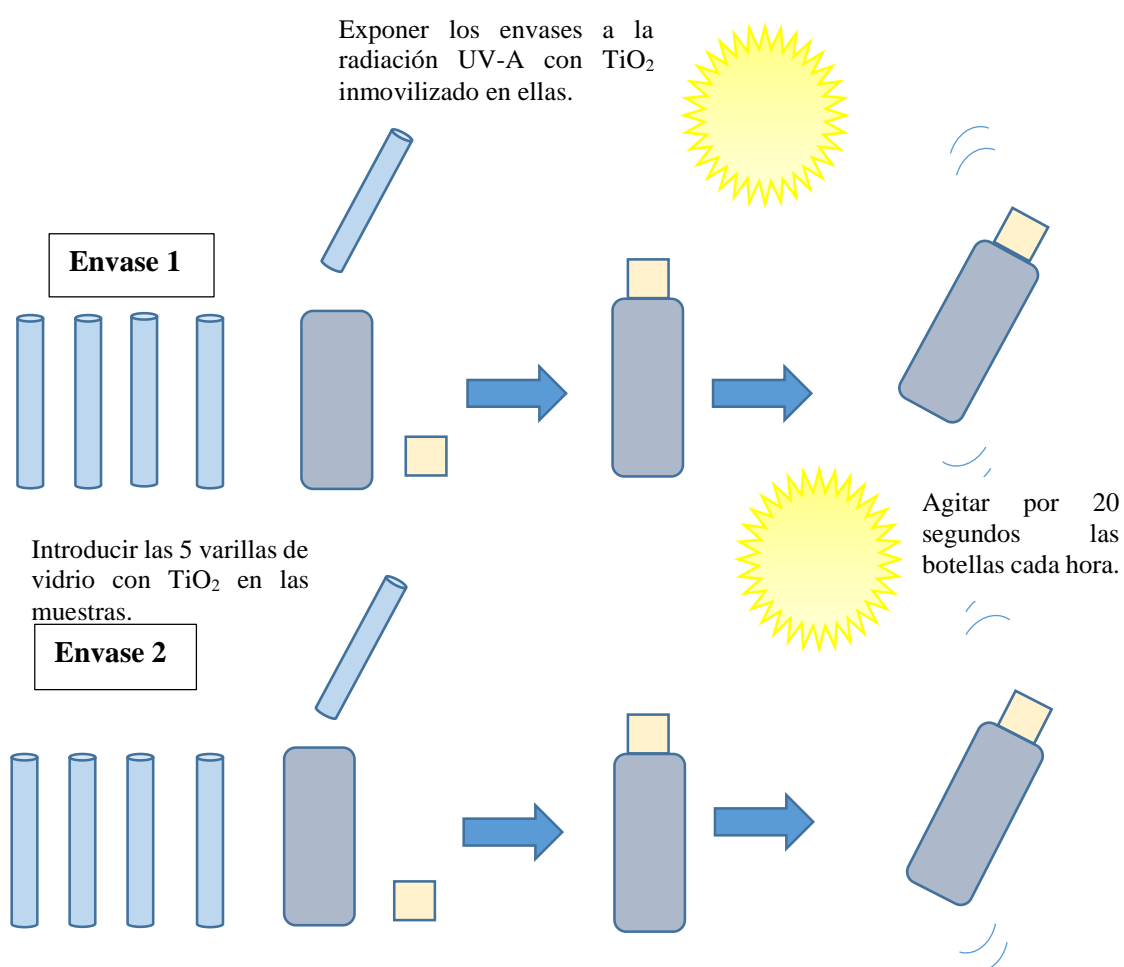 Exponer los envases a la
radiación UV-A con TiO₂
inmovilizado en ellas.
Envase 1
Agitar por 20
segundos las
botellas cada hora.
Introducir las 5 varillas de
vidrio con TiO₂ en las
muestras.
Envase 2